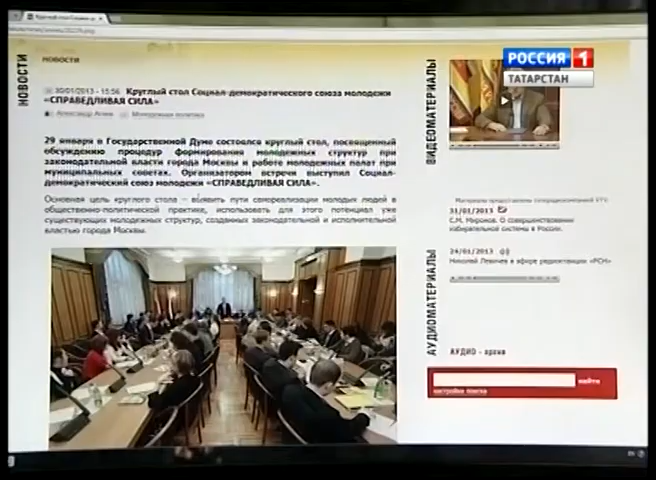 РОССИЯ 1
ТАТАРСТАН
НОВОСТИ
НОВОСТИ
30/01/2013 - 15:56 Круглый стол Социал-демократического союза молодежи
«СПРАВЕДЛИВАЯ СИЛА»
Молодежная политика
29 января в Государственной Думе состоялся круглый стол, посвященный
обсуждению процедур формирования молодежных структур при
законодательной власти города Москвы и работе молодежных палат при
муниципальных советах. Организатором встречи выступил Социал-
демократический союз молодежи «СПРАВЕДЛИВАЯ СИЛА».
Основная цель круглого стола – выявить пути самореализации молодых людей в
общественно-политической практике, использовать для этого потенциал уже
существующих молодежных структур, созданных законодательной и исполнительной
властью города Москвы.
ВИДЕОМАТЕРИАЛЫ
31/01/2013
С.М. Миронов. О совершенствовании
избирательной системы в России.
АУДИОМАТЕРИАЛЫ
24/01/2013
Николай Левичев в эфире радиостанции «РСН»
АУДИО - архив
найти
настройки поиска